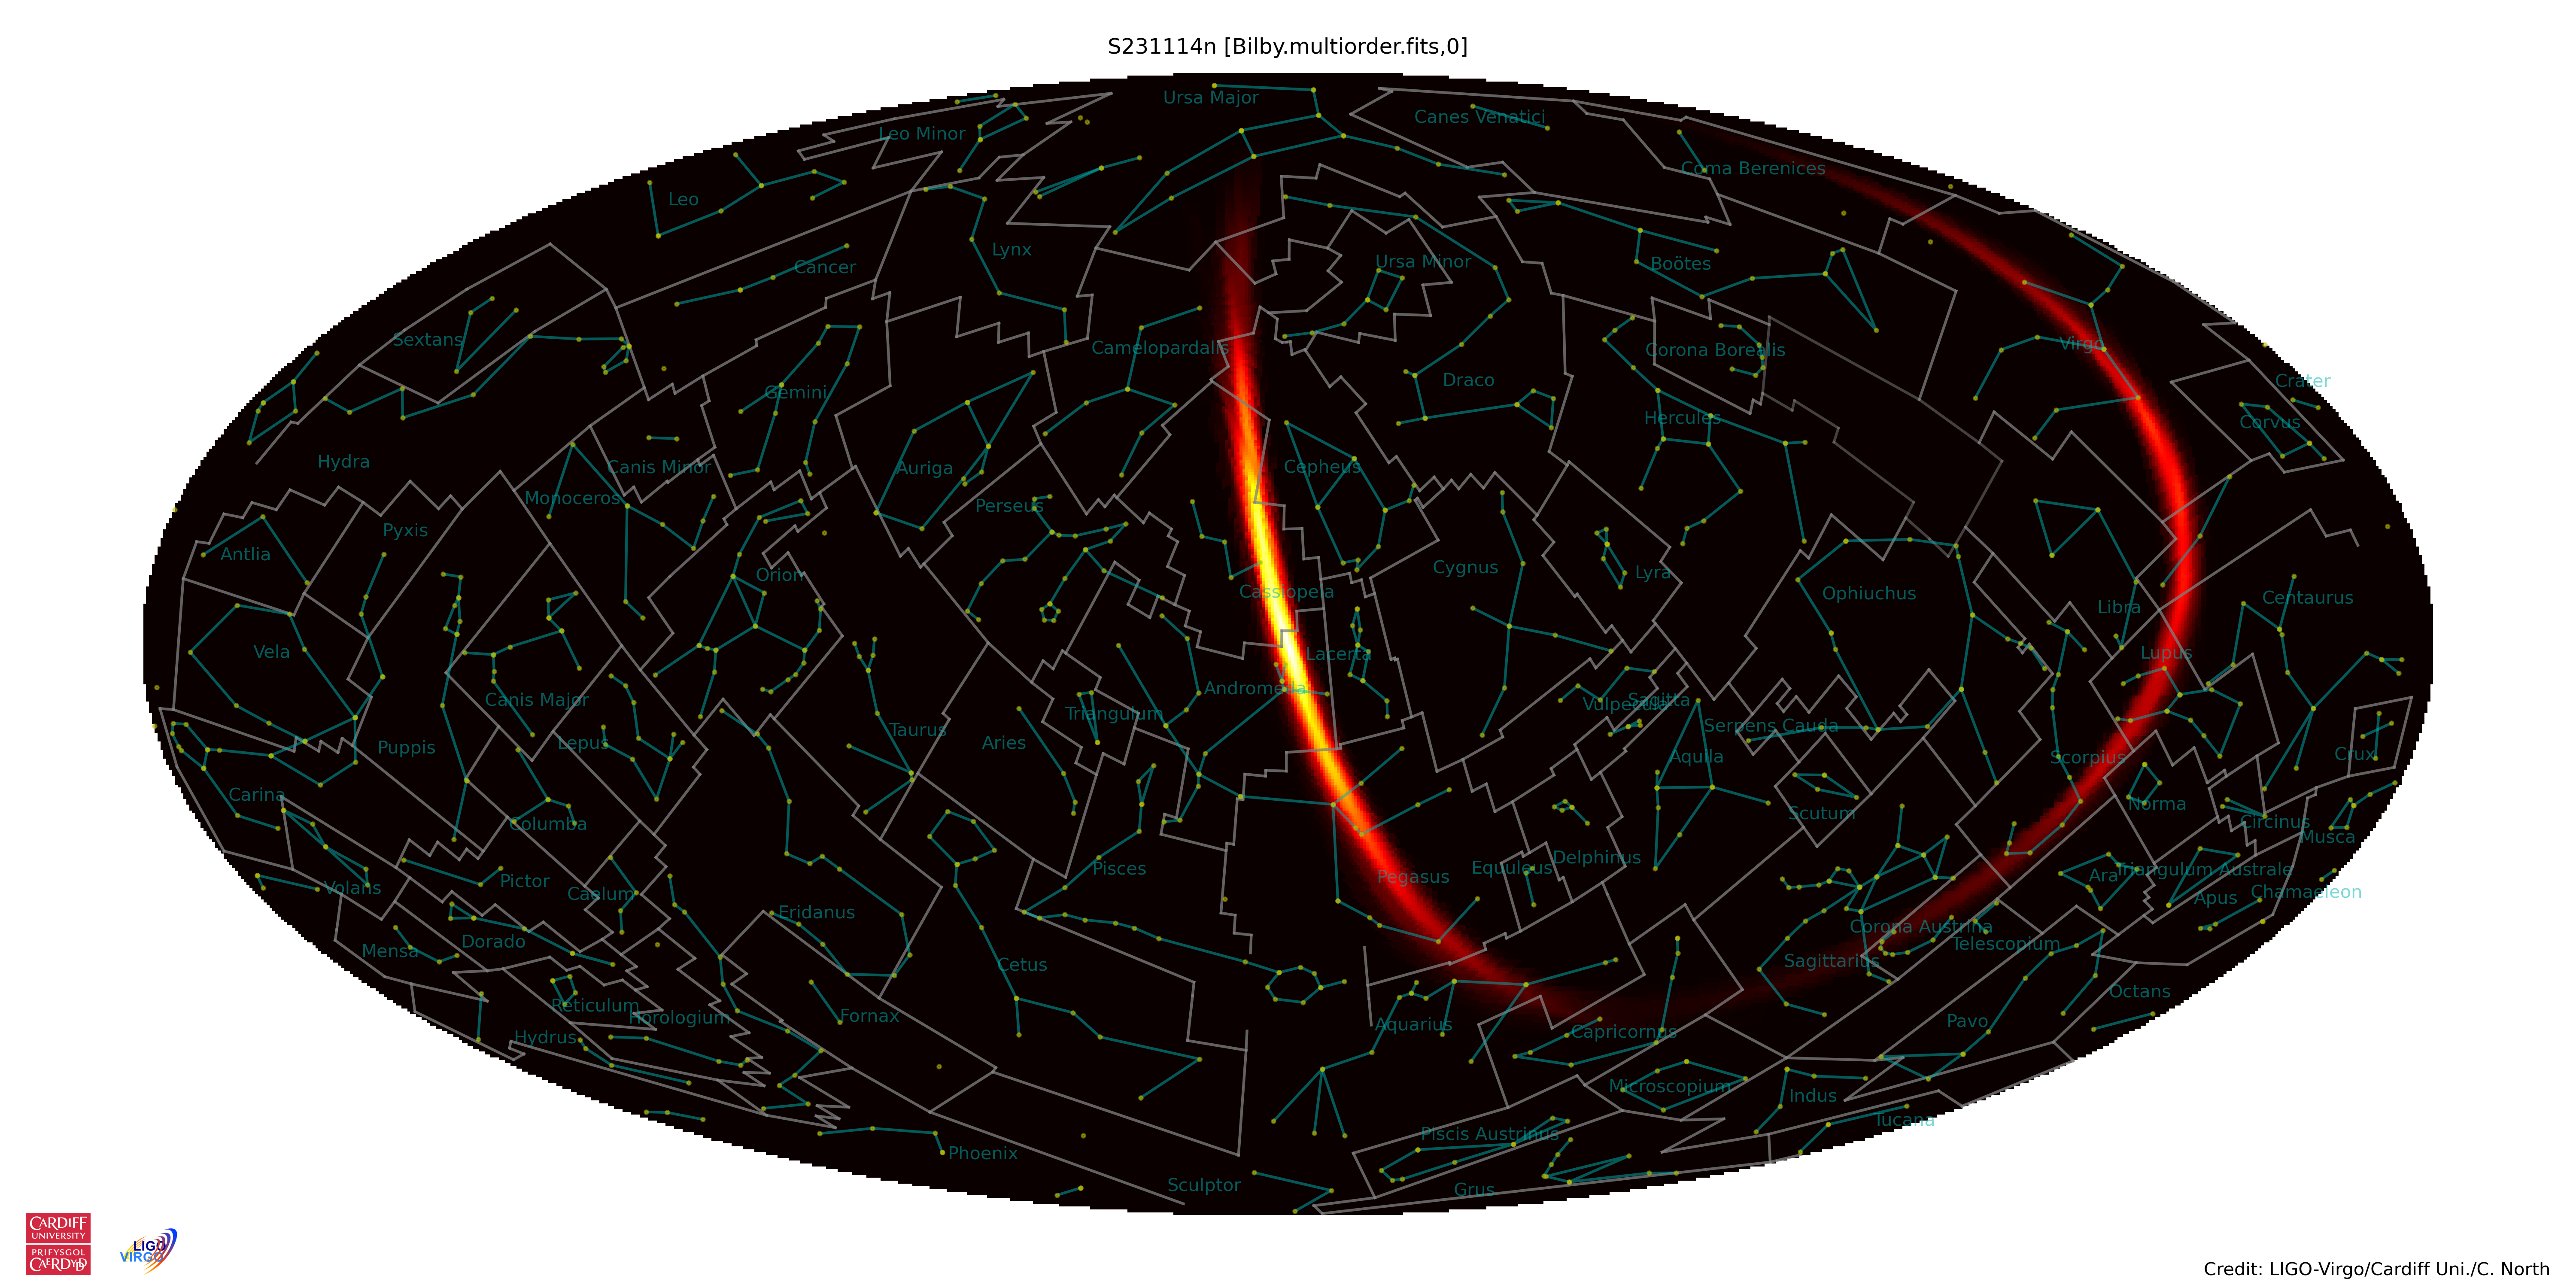 S231114n [Bilby.multiorder.fits,0]
Ursa Major
Canes Venatici
Leo Minor
Coma Berenices
Leo
Lynx
Ursa Minor
Boötes
Cancer
Sextans
Camelopardalis
Corona Borealis
Virgo
Draco
Crater
Gemini
Hercules
Corvus
Hydra
Canis Minor
Auriga
Cepheus
Monoceros
Perseus
Pyxis
Antlia
Orion
Cygnus
Lyra
Cassiopeia
Ophiuchus
Centaurus
Libra
Vela
Lacerta
Lupus
Andromeda
Canis Major
Triangulum
Vulpecula
Sagitta
Taurus
Serpens Cauda
Puppis
Lepus
Aries
Aquila
Scorpius
Crux
Carina
Norma
Columba
Scutum
Circinus
Musca
Pisces
Equuleus
Delphinus
Pegasus
Ara
Triangulum Australe
Volans
Pictor
Caelum
Apus
Chamaeleon
Eridanus
Corona Austrina
Mensa
Dorado
Telescopium
Cetus
Sagittarius
Octans
Reticulum
Horologium
Fornax
Aquarius
Capricornus
Pavo
Hydrus
Microscopium
Indus
Tucana
Phoenix
Piscis Austrinus
Sculptor
Grus
CARDIFF
UNIVERSITY
PRIFYSGOL
CAERDYDD
LIGO
VIRGO
Credit: LIGO-Virgo/Cardiff Uni./C. North